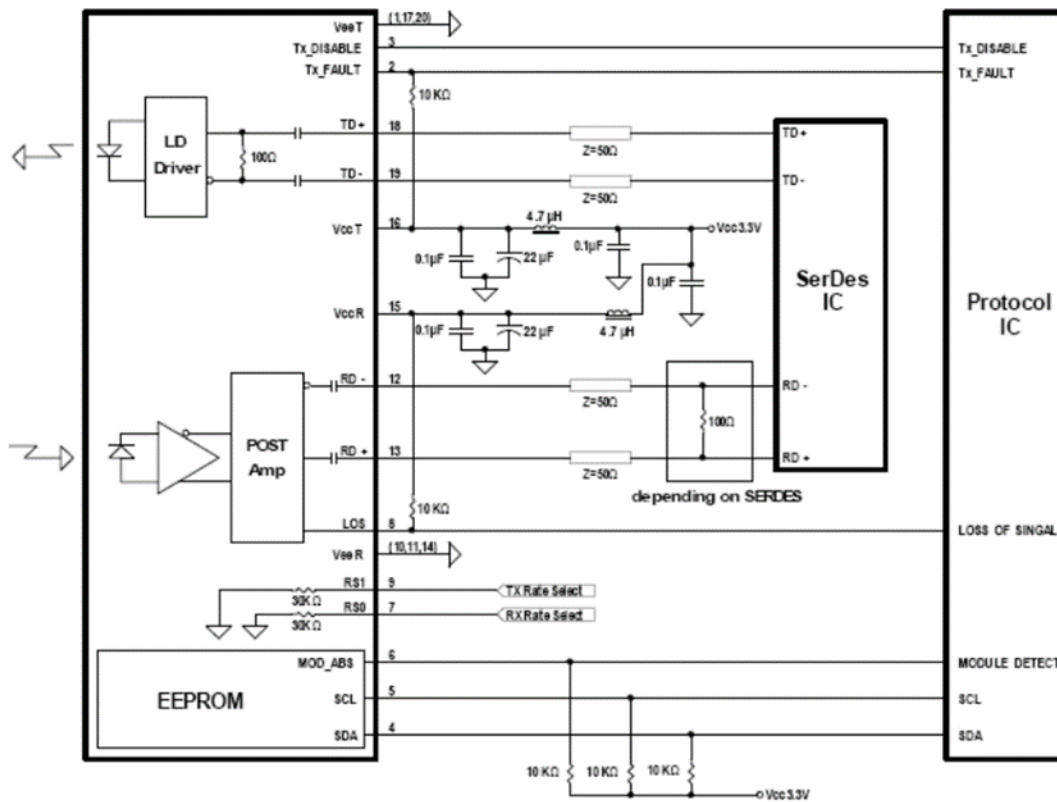 VeeT (1,17,20)
Tx_DISABLE 3 Tx_DISABLE
Tx_FAULT 2 Tx_FAULT
10 KΩ
TD+ 18 TD+
LD
Driver
100Ω
Z=50Ω
TD- 19 TD-
Z=50Ω
VccT 16
4.7 µH
Vcc3.3V
0.1µF 22 µF 0.1µF
0.1µF
SerDes
IC
Protocol
IC
VccR 15
0.1µF 22 µF
4.7 µH
RD - 12 RD -
Z=50Ω
100Ω
POST
Amp
RD + 13 RD +
Z=50Ω
depending on SERDES
10 KΩ
LOS 8 LOSS OF SINGAL
VeeR (10,11,14)
RS1 9 TX Rate Select
30KΩ
RS0 7 RX Rate Select
30KΩ
MOD_ABS 6 MODULE DETECT
EEPROM
SCL 5 SCL
SDA 4 SDA
10 KΩ 10 KΩ 10 KΩ
Vcc3.3V